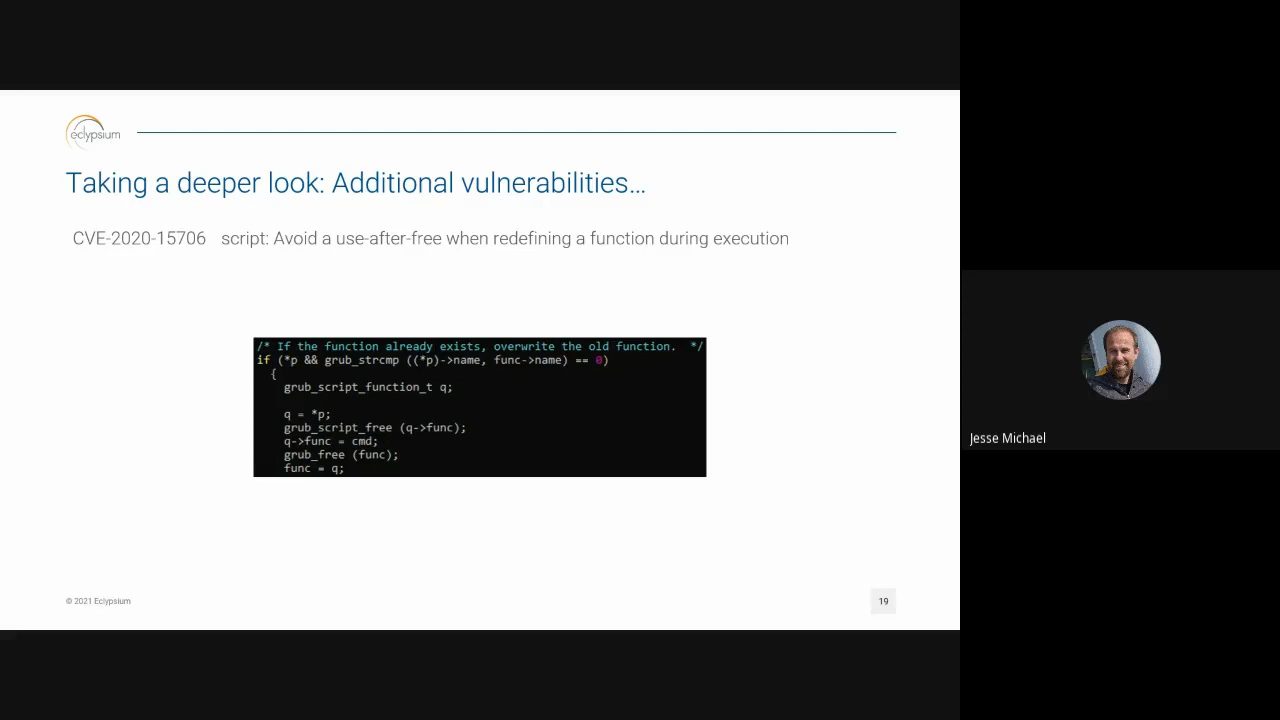 eclypsium
Taking a deeper look: Additional vulnerabilities...
CVE-2020-15706 script: Avoid a use-after-free when redefining a function during execution
/* If the function already exists, overwrite the old function. */
if (*p && grub_strcmp ((*p)->name, func->name) == 0)
{
grub_script_function_t q;
q = *p;
grub_script_free (q->func);
q->func = cmd;
grub_free (func);
func = q;
Jesse Michael
© 2021 Eclypsium
19